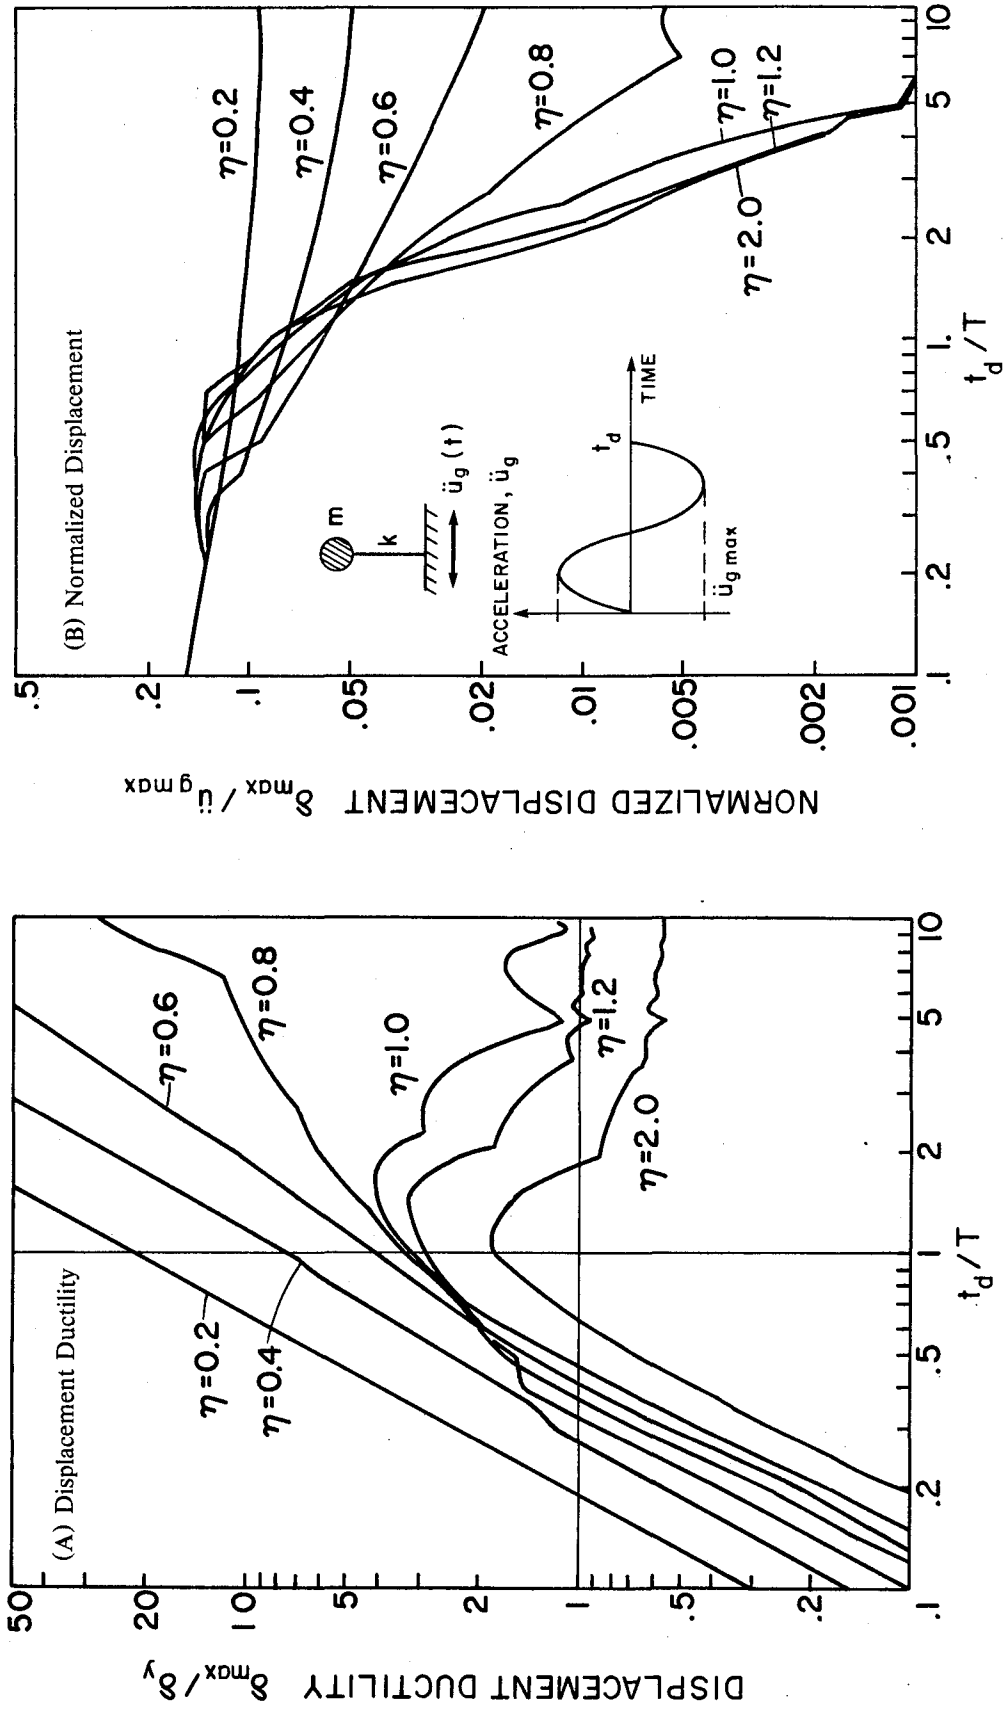 (A) Displacement Ductility
DISPLACEMENT DUCTILITY δmax/δy
50
20
10
5
2
1
.5
.2
.1
η=0.2
η=0.4
η=0.6
η=0.8
η=1.0
η=1.2
η=2.0
.2
.5
1
2
5
10
td/T
(B) Normalized Displacement
NORMALIZED DISPLACEMENT δmax/ügmax
.5
.2
.1
.05
.02
.01
.005
.002
.001
η=0.2
η=0.4
η=0.6
η=0.8
η=1.0
η=1.2
η=2.0
m
k
üg(t)
ACCELERATION, üg
td
TIME
üg max
.1
.2
.5
1.
2
5
10
td/T